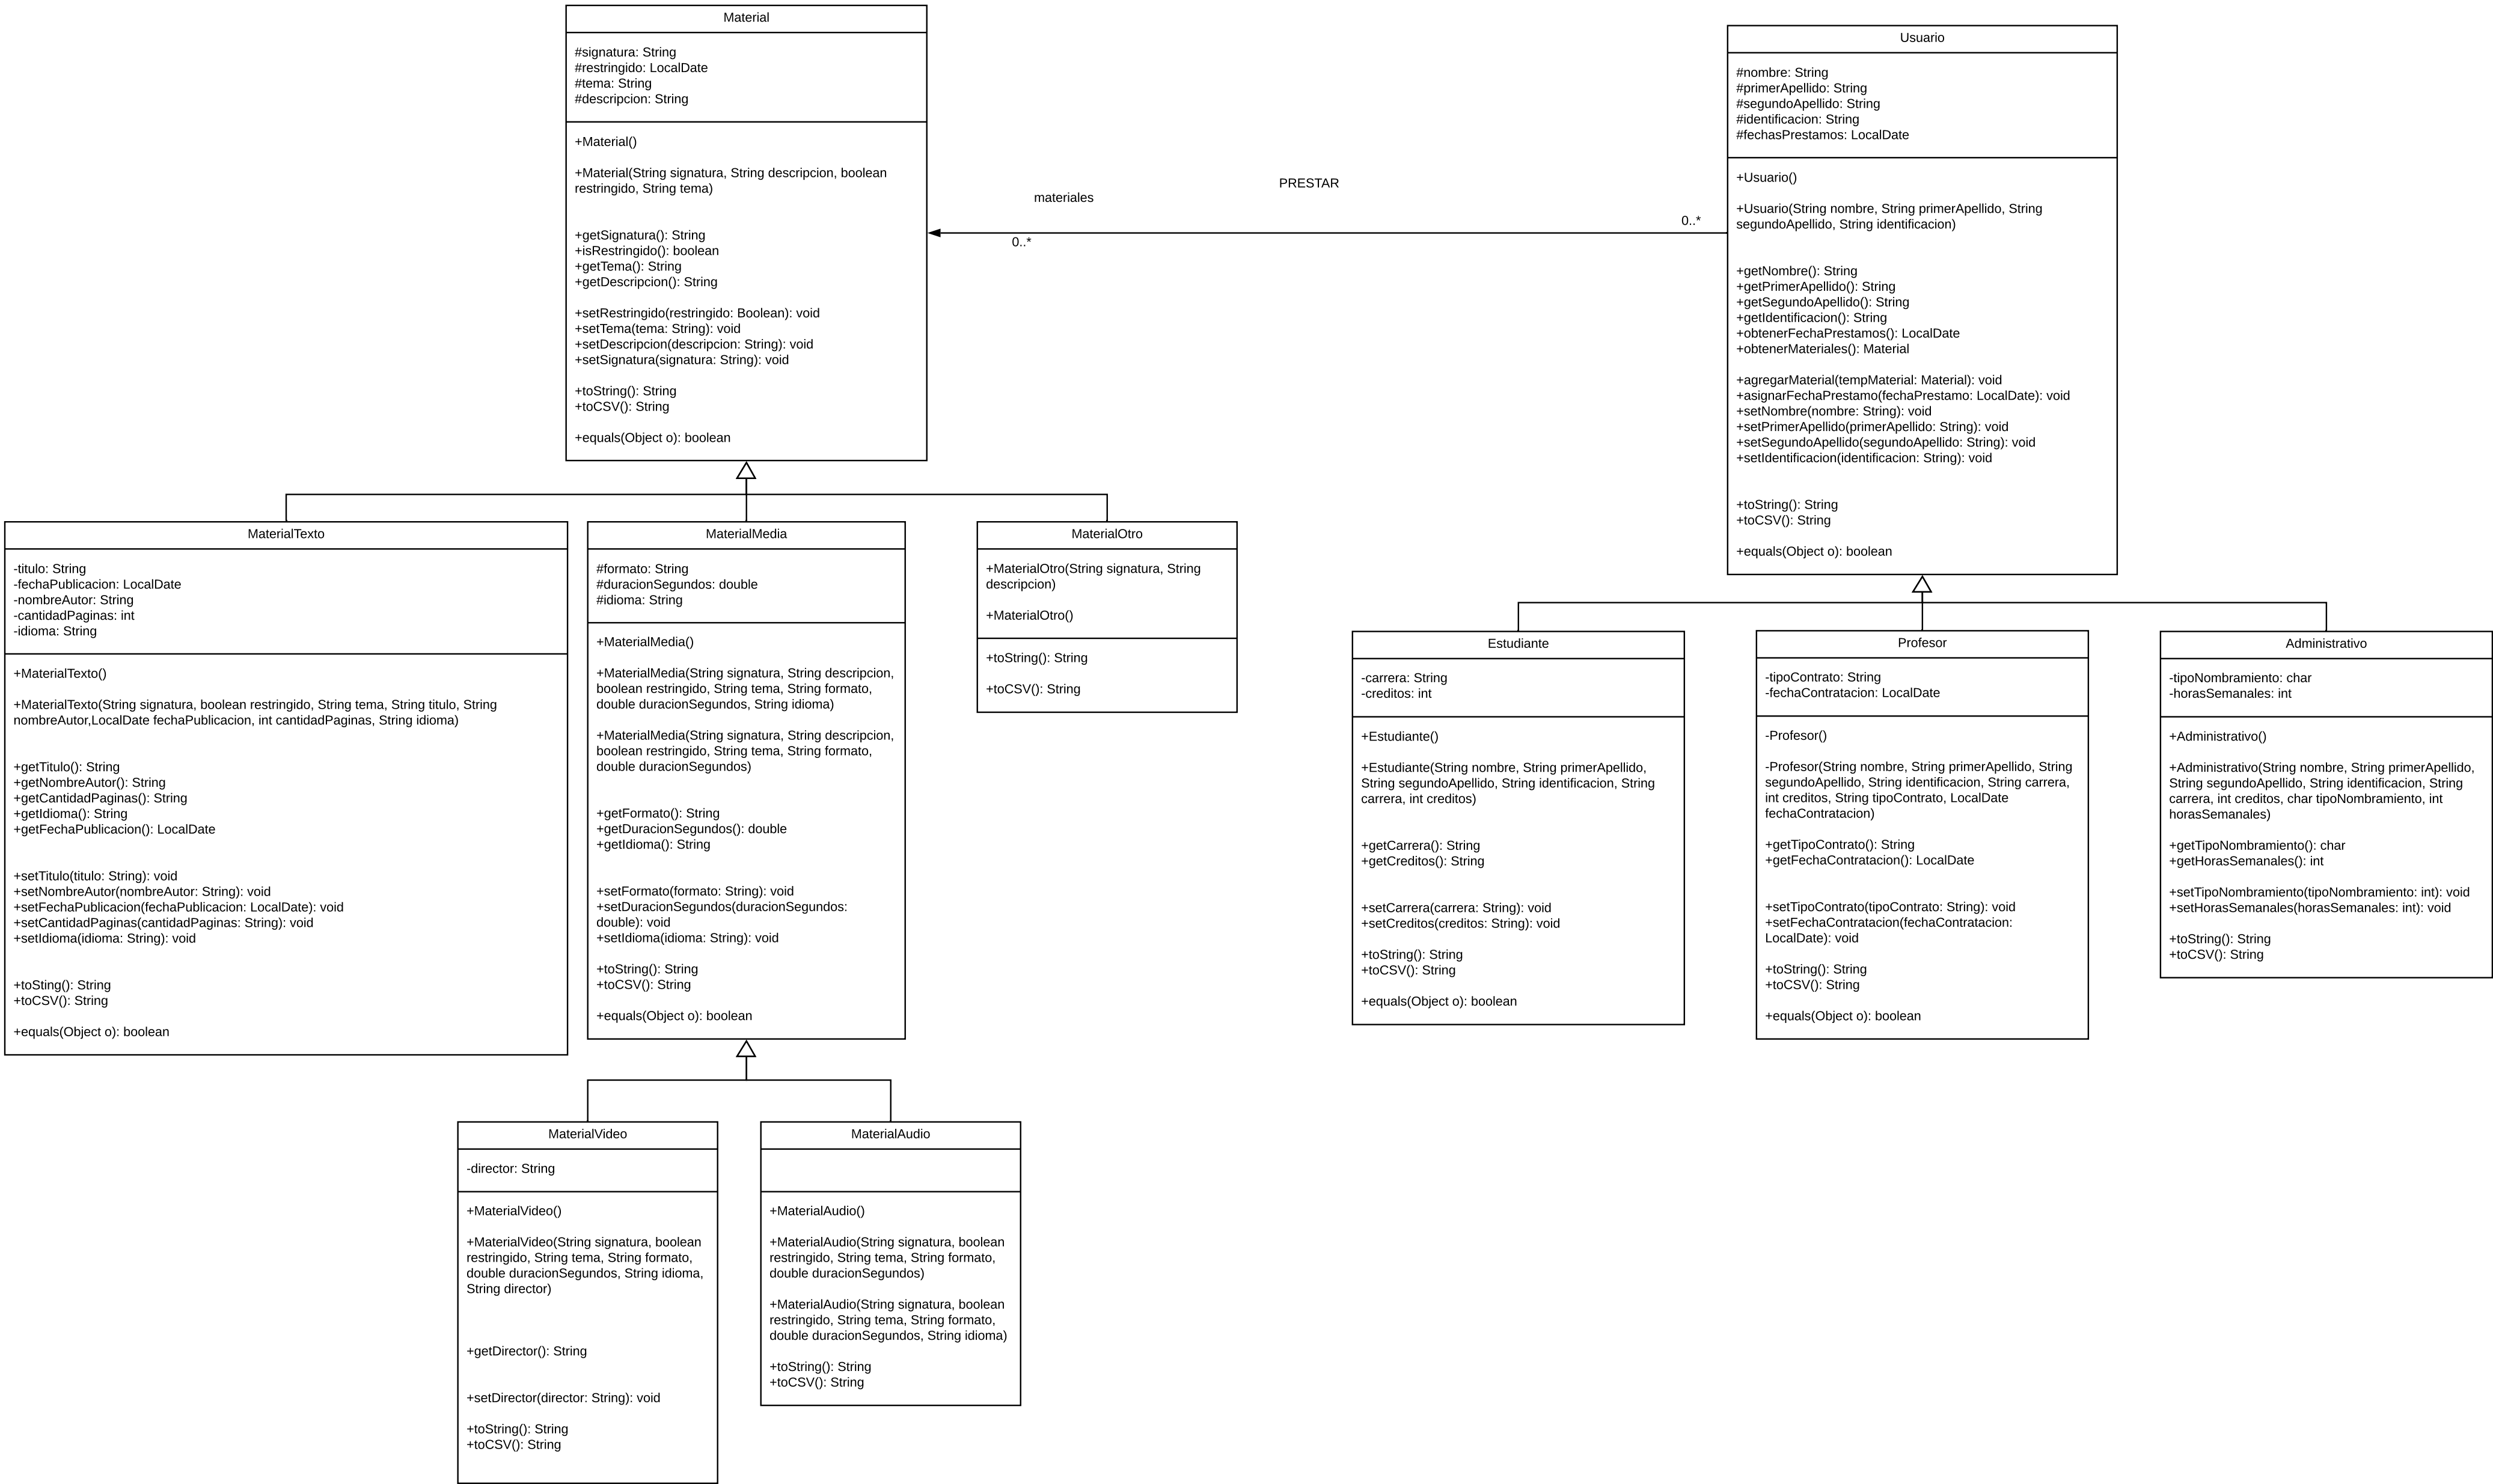 Material
#signatura: String
#restringido: LocalDate
#tema: String
#descripcion: String
+Material()
+Material(String signatura, String descripcion, boolean
restringido, String tema)
+getSignatura(): String
+isRestringido(): boolean
+getTema(): String
+getDescripcion(): String
+setRestringido(restringido: Boolean): void
+setTema(tema: String): void
+setDescripcion(descripcion: String): void
+setSignatura(signatura: String): void
+toString(): String
+toCSV(): String
+equals(Object o): boolean
materiales
PRESTAR
0..*
0..*
Usuario
#nombre: String
#primerApellido: String
#segundoApellido: String
#identificacion: String
#fechasPrestamos: LocalDate
+Usuario()
+Usuario(String nombre, String primerApellido, String
segundoApellido, String identificacion)
+getNombre(): String
+getPrimerApellido(): String
+getSegundoApellido(): String
+getIdentificacion(): String
+obtenerFechaPrestamos(): LocalDate
+obtenerMateriales(): Material
+agregarMaterial(tempMaterial: Material): void
+asignarFechaPrestamo(fechaPrestamo: LocalDate): void
+setNombre(nombre: String): void
+setPrimerApellido(primerApellido: String): void
+setSegundoApellido(segundoApellido: String): void
+setIdentificacion(identificacion: String): void
+toString(): String
+toCSV(): String
+equals(Object o): boolean
MaterialTexto
-titulo: String
-fechaPublicacion: LocalDate
-nombreAutor: String
-cantidadPaginas: int
-idioma: String
+MaterialTexto()
+MaterialTexto(String signatura, boolean restringido, String tema, String titulo, String
nombreAutor,LocalDate fechaPublicacion, int cantidadPaginas, String idioma)
+getTitulo(): String
+getNombreAutor(): String
+getCantidadPaginas(): String
+getIdioma(): String
+getFechaPublicacion(): LocalDate
+setTitulo(titulo: String): void
+setNombreAutor(nombreAutor: String): void
+setFechaPublicacion(fechaPublicacion: LocalDate): void
+setCantidadPaginas(cantidadPaginas: String): void
+setIdioma(idioma: String): void
+toSting(): String
+toCSV(): String
+equals(Object o): boolean
MaterialMedia
#formato: String
#duracionSegundos: double
#idioma: String
+MaterialMedia()
+MaterialMedia(String signatura, String descripcion,
boolean restringido, String tema, String formato,
double duracionSegundos, String idioma)
+MaterialMedia(String signatura, String descripcion,
boolean restringido, String tema, String formato,
double duracionSegundos)
+getFormato(): String
+getDuracionSegundos(): double
+getIdioma(): String
+setFormato(formato: String): void
+setDuracionSegundos(duracionSegundos:
double): void
+setIdioma(idioma: String): void
+toString(): String
+toCSV(): String
+equals(Object o): boolean
MaterialOtro
+MaterialOtro(String signatura, String
descripcion)
+MaterialOtro()
+toString(): String
+toCSV(): String
Estudiante
-carrera: String
-creditos: int
+Estudiante()
+Estudiante(String nombre, String primerApellido,
String segundoApellido, String identificacion, String
carrera, int creditos)
+getCarrera(): String
+getCreditos(): String
+setCarrera(carrera: String): void
+setCreditos(creditos: String): void
+toString(): String
+toCSV(): String
+equals(Object o): boolean
Profesor
-tipoContrato: String
-fechaContratacion: LocalDate
-Profesor()
-Profesor(String nombre, String primerApellido, String
segundoApellido, String identificacion, String carrera,
int creditos, String tipoContrato, LocalDate
fechaContratacion)
+getTipoContrato(): String
+getFechaContratacion(): LocalDate
+setTipoContrato(tipoContrato: String): void
+setFechaContratacion(fechaContratacion:
LocalDate): void
+toString(): String
+toCSV(): String
+equals(Object o): boolean
Administrativo
-tipoNombramiento: char
-horasSemanales: int
+Administrativo()
+Administrativo(String nombre, String primerApellido,
String segundoApellido, String identificacion, String
carrera, int creditos, char tipoNombramiento, int
horasSemanales)
+getTipoNombramiento(): char
+getHorasSemanales(): int
+setTipoNombramiento(tipoNombramiento: int): void
+setHorasSemanales(horasSemanales: int): void
+toString(): String
+toCSV(): String
MaterialVideo
-director: String
+MaterialVideo()
+MaterialVideo(String signatura, boolean
restringido, String tema, String formato,
double duracionSegundos, String idioma,
String director)
+getDirector(): String
+setDirector(director: String): void
+toString(): String
+toCSV(): String
MaterialAudio
+MaterialAudio()
+MaterialAudio(String signatura, boolean
restringido, String tema, String formato,
double duracionSegundos)
+MaterialAudio(String signatura, boolean
restringido, String tema, String formato,
double duracionSegundos, String idioma)
+toString(): String
+toCSV(): String